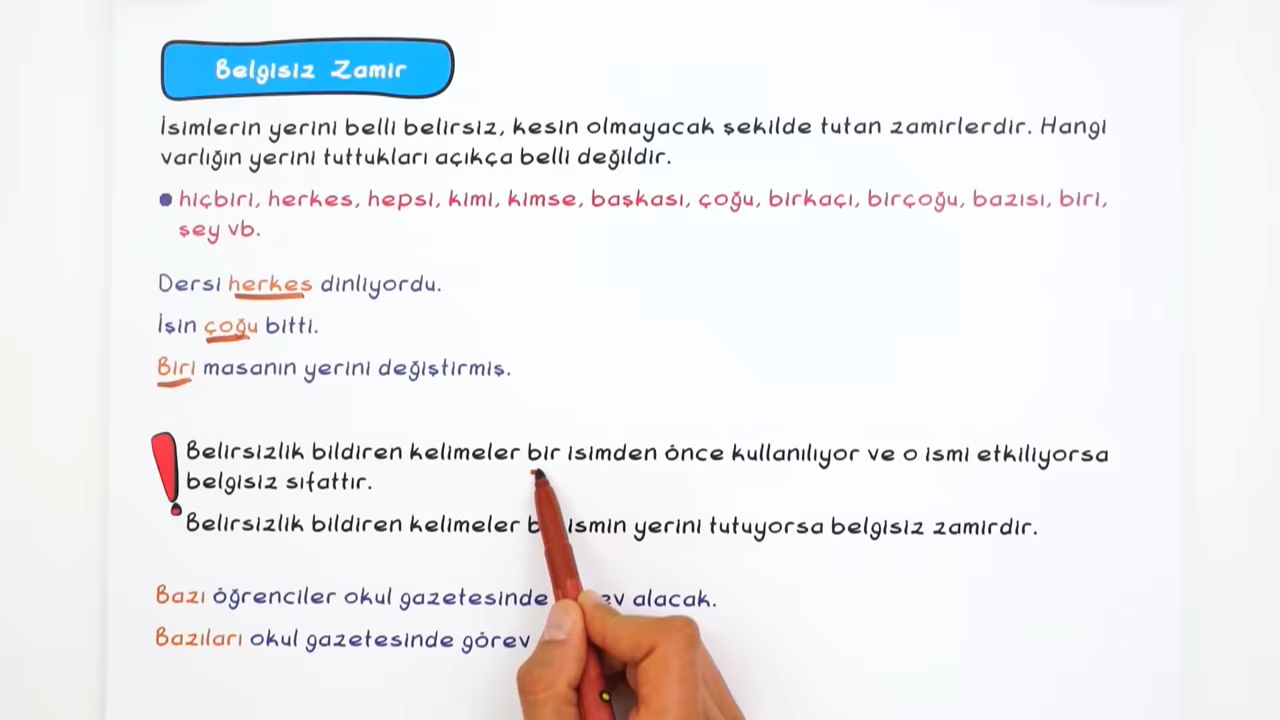 Belgisiz Zamir
İsimlerin yerini belli belirsiz, kesin olmayacak şekilde tutan zamirlerdir. Hangi
varlığın yerini tuttukları açıkça belli değildir.
hiçbiri, herkes, hepsi, kimi, kimse, başkası, çoğu, birkaçı, birçoğu, bazısı, biri,
şey vb.
Dersi herkes dinliyordu.
İşin çoğu bitti.
Biri masanın yerini değiştirmiş.
Belirsizlik bildiren kelimeler bir isimden önce kullanılıyor ve o ismi etkiliyorsa
belgisiz sıfattır.
Belirsizlik bildiren kelimeler ismin yerini tutuyorsa belgisiz zamirdir.
Bazı öğrenciler okul gazetesinde alacak.
Bazıları okul gazetesinde görev